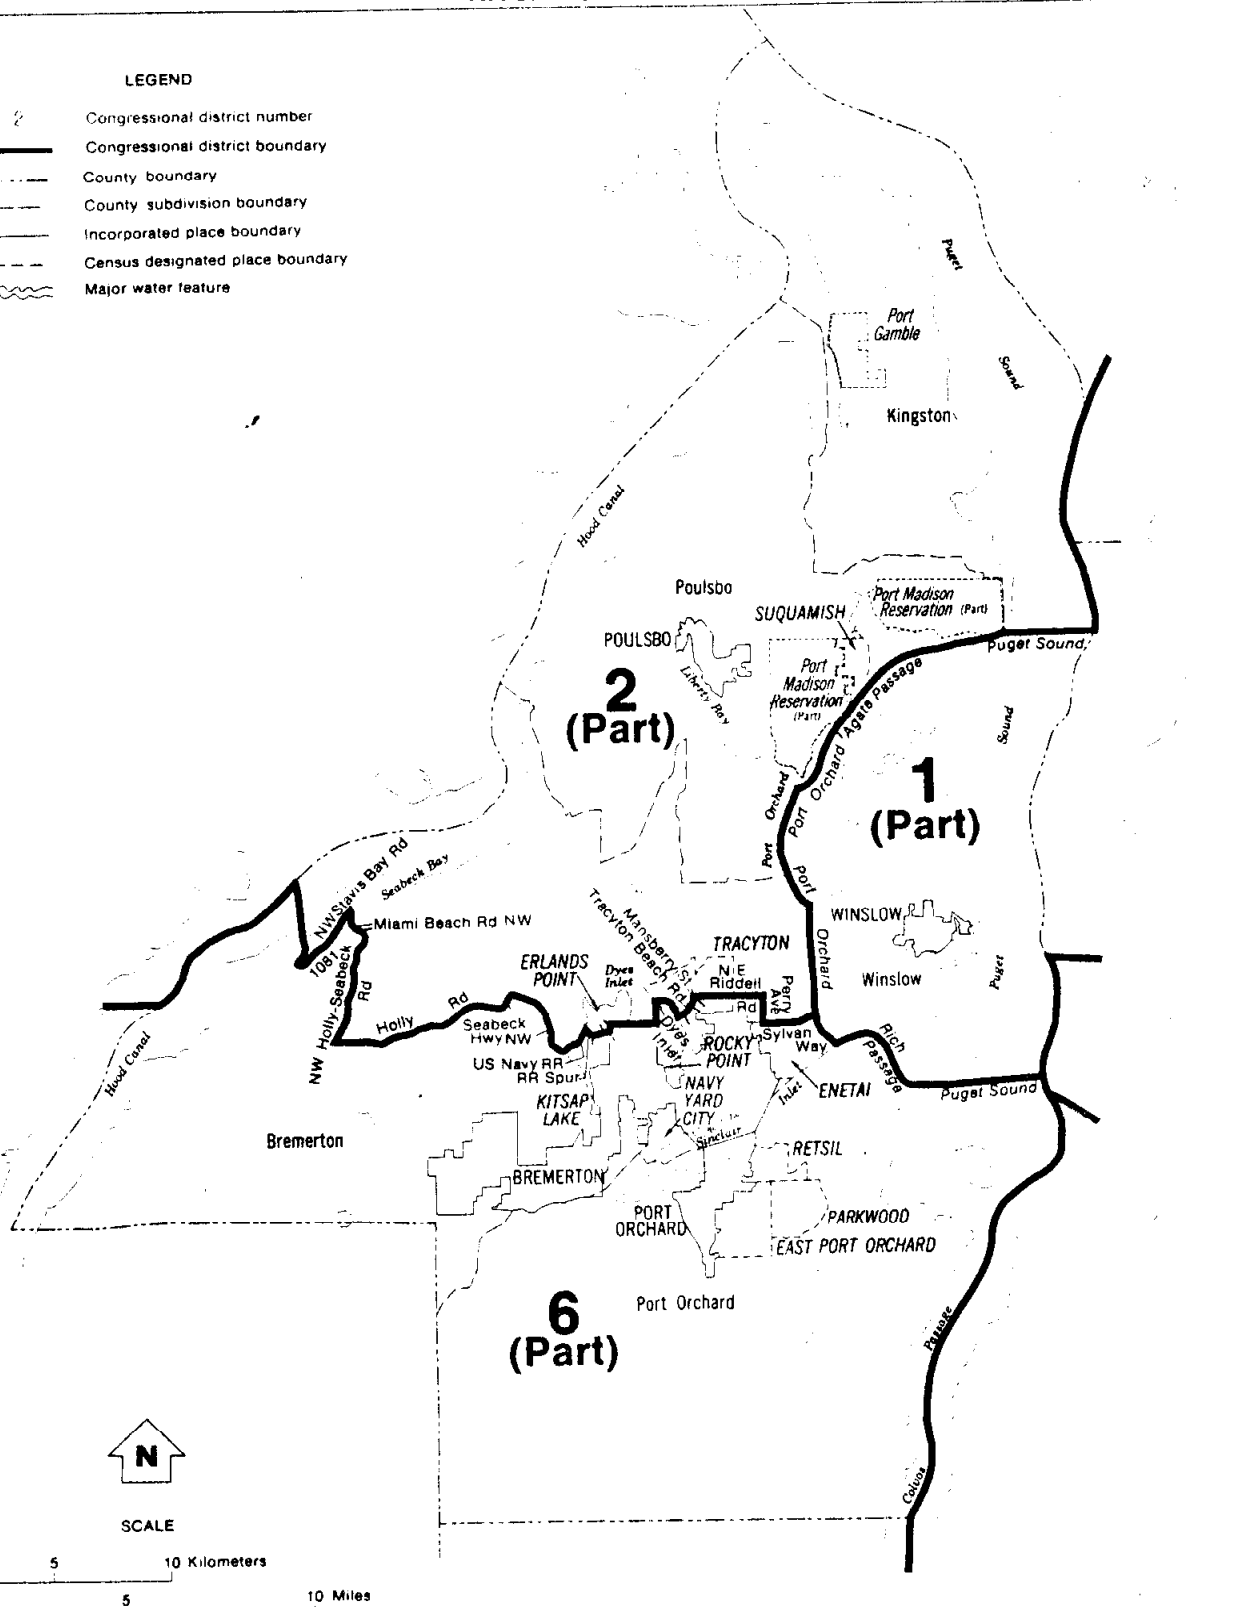 LEGEND
2 Congressional district number
Congressional district boundary
County boundary
County subdivision boundary
Incorporated place boundary
Census designated place boundary
Major water feature
Puget
Port
Gamble
Sound
Kingston
Hood Canal
Poulsbo
SUQUAMISH
Port Madison
Reservation (Part)
POULSBO
Puget Sound
Liberty Bay
Port
Madison
Reservation
(Part)
Agate Passage
2
(Part)
Sound
Orchard
Port
Port Orchard
1
(Part)
NW Stavis Bay Rd
Seabeck Bay
Port
Orchard
Miami Beach Rd NW
1081
WINSLOW
Mansberry St
Tracyton Beach Rd
TRACYTON
ERLANDS
POINT
Dyes
Inlet
NE
Riddell
Rd
Perry
Ave
Winslow
Puget
NW Holly-Seabeck
Rd
Holly
Rd
Seabeck
Hwy NW
Dyes
Inlet
ROCKY
POINT
Sylvan
Way
Rich
Passage
US Navy RR
RR Spur
Hood Canal
NAVY
YARD
CITY
Inlet
ENETAI
Puget Sound
KITSAP
LAKE
Sinclair
Bremerton
RETSIL
BREMERTON
PORT
ORCHARD
PARKWOOD
EAST PORT ORCHARD
Port Orchard
6
(Part)
Passage
Colvos
N
SCALE
5 10 Kilometers
5 10 Miles